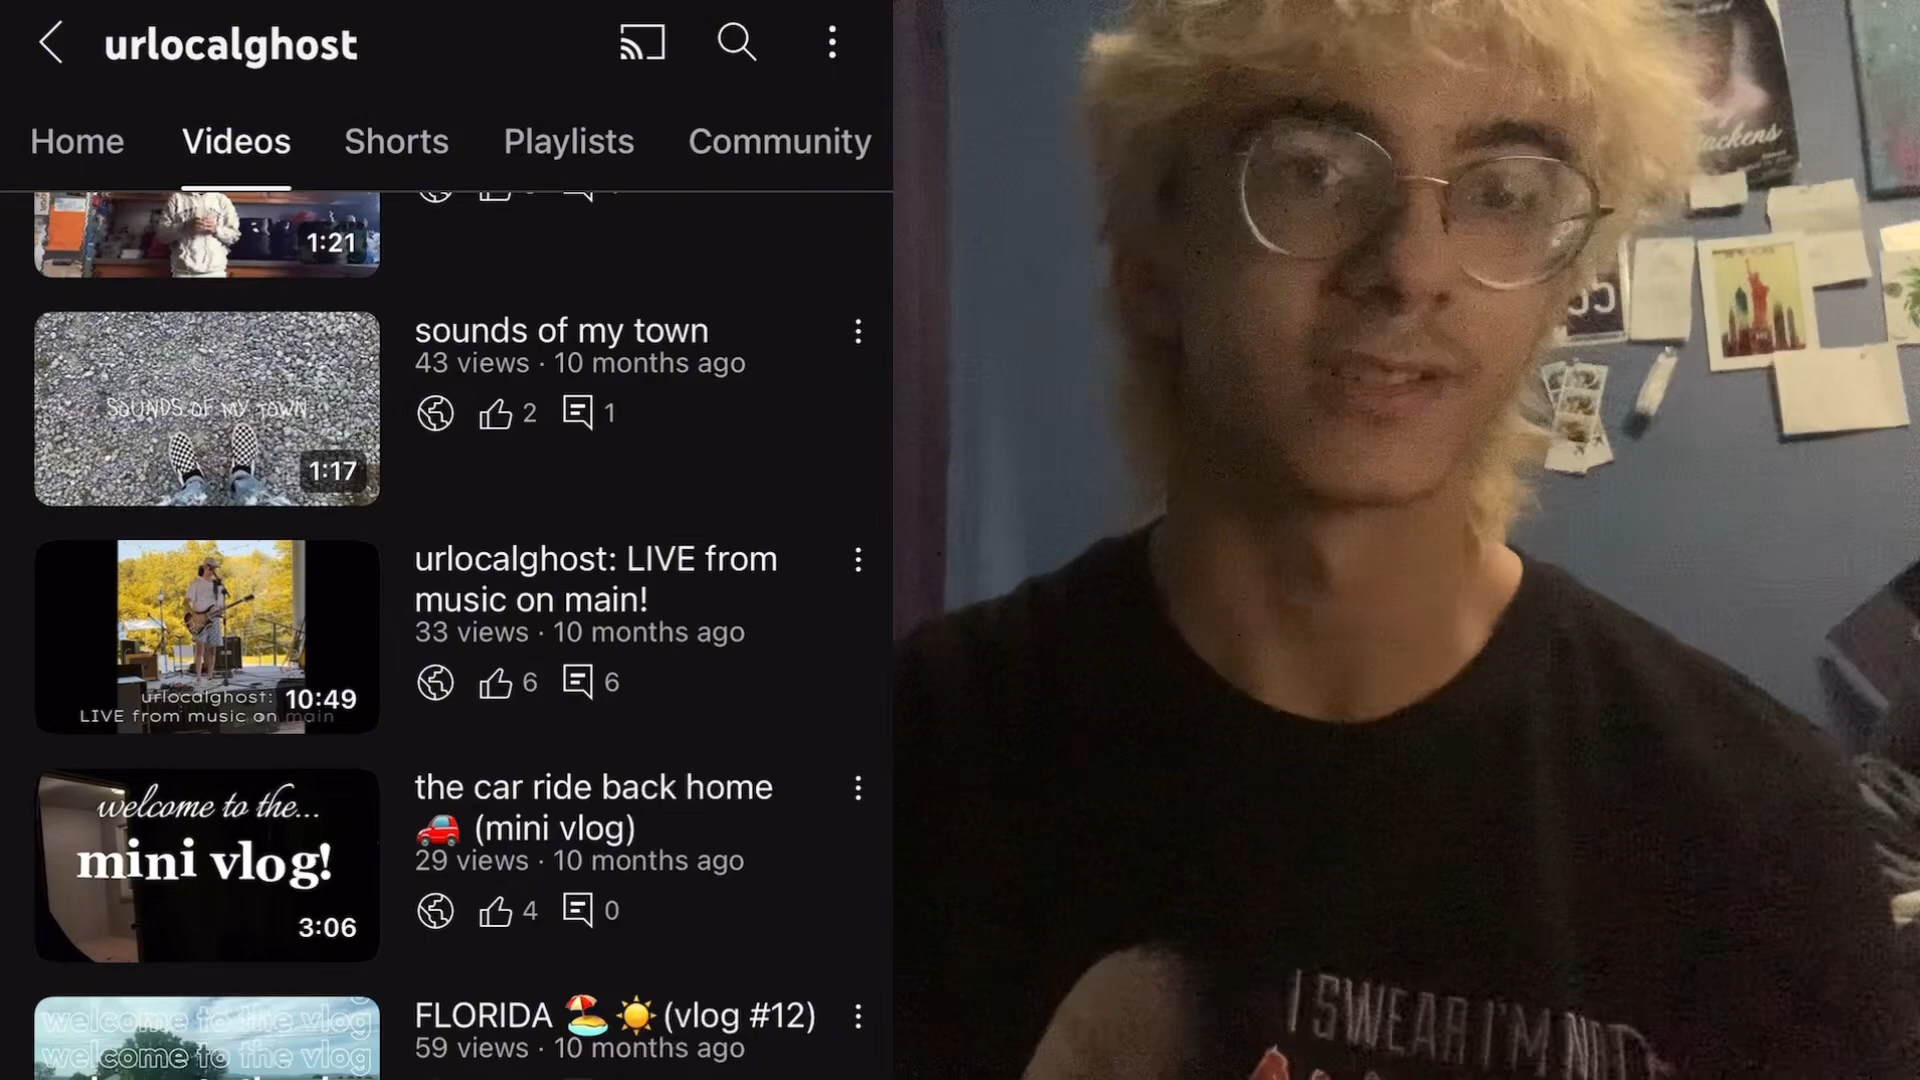 urlocalghost
Home
Videos
Shorts
Playlists
Community
1:21
SOUNDS OF MY TOWN
1:17
sounds of my town
43 views · 10 months ago
2
1
urlocalghost:
LIVE from music on main
10:49
urlocalghost: LIVE from
music on main!
33 views · 10 months ago
6
6
welcome to the...
mini vlog!
3:06
the car ride back home
🚗 (mini vlog)
29 views · 10 months ago
4
0
welcome to the vlog
welcome to the vlog
FLORIDA 🏖️☀️ (vlog #12)
59 views · 10 months ago
I SWEAR I'M